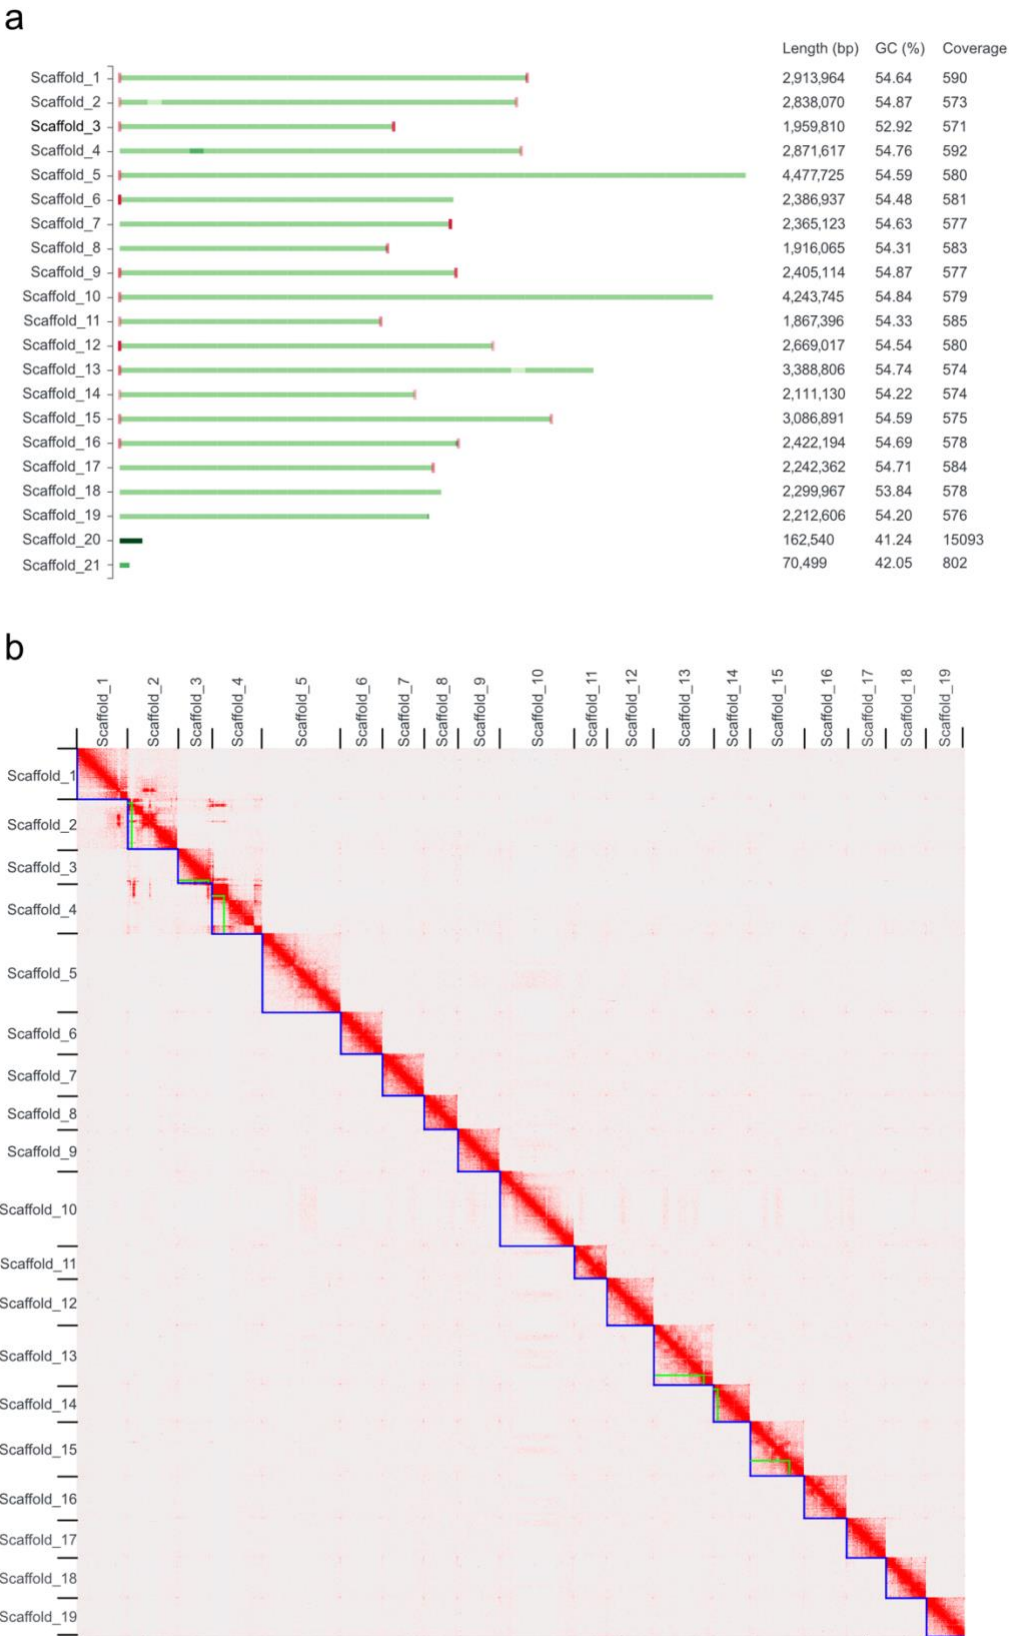 a
Length (bp) GC (%) Coverage
Scaffold_1 2,913,964 54.64 590
Scaffold_2 2,838,070 54.87 573
Scaffold_3 1,959,810 52.92 571
Scaffold_4 2,871,617 54.76 592
Scaffold_5 4,477,725 54.59 580
Scaffold_6 2,386,937 54.48 581
Scaffold_7 2,365,123 54.63 577
Scaffold_8 1,916,065 54.31 583
Scaffold_9 2,405,114 54.87 577
Scaffold_10 4,243,745 54.84 579
Scaffold_11 1,867,396 54.33 585
Scaffold_12 2,669,017 54.54 580
Scaffold_13 3,388,806 54.74 574
Scaffold_14 2,111,130 54.22 574
Scaffold_15 3,086,891 54.59 575
Scaffold_16 2,422,194 54.69 578
Scaffold_17 2,242,362 54.71 584
Scaffold_18 2,299,967 53.84 578
Scaffold_19 2,212,606 54.20 576
Scaffold_20 162,540 41.24 15093
Scaffold_21 70,499 42.05 802
b
Scaffold_1
Scaffold_2
Scaffold_3
Scaffold_4
Scaffold_5
Scaffold_6
Scaffold_7
Scaffold_8
Scaffold_9
Scaffold_10
Scaffold_11
Scaffold_12
Scaffold_13
Scaffold_14
Scaffold_15
Scaffold_16
Scaffold_17
Scaffold_18
Scaffold_19
Scaffold_1
Scaffold_2
Scaffold_3
Scaffold_4
Scaffold_5
Scaffold_6
Scaffold_7
Scaffold_8
Scaffold_9
Scaffold_10
Scaffold_11
Scaffold_12
Scaffold_13
Scaffold_14
Scaffold_15
Scaffold_16
Scaffold_17
Scaffold_18
Scaffold_19